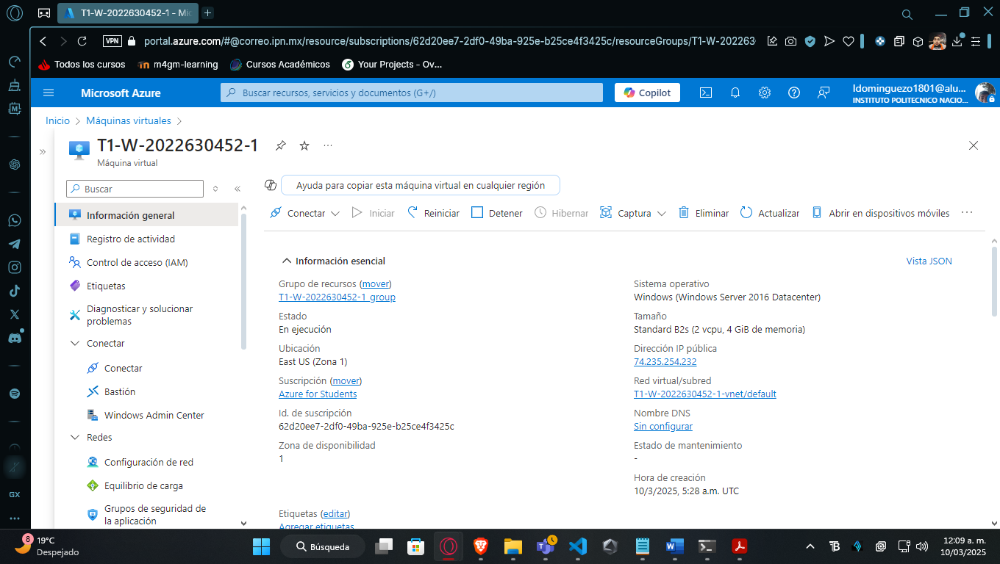 T1-W-2022630452-1 - Mic
VPN
portal.azure.com/#@correo.ipn.mx/resource/subscriptions/62d20ee7-2df0-49ba-925e-b25ce4f3425c/resourceGroups/T1-W-202263
Todos los cursos
m4gm-learning
Cursos Académicos
Your Projects - Ov...
Microsoft Azure
Buscar recursos, servicios y documentos (G+/)
Copilot
ldominguezo1801@alu...
INSTITUTO POLITECNICO NACIO...
Inicio > Máquinas virtuales >
T1-W-2022630452-1
Máquina virtual
Buscar
Información general
Registro de actividad
Control de acceso (IAM)
Etiquetas
Diagnosticar y solucionar
problemas
Conectar
Conectar
Bastión
Windows Admin Center
Redes
Configuración de red
Equilibrio de carga
Grupos de seguridad de
la aplicación
Ayuda para copiar esta máquina virtual en cualquier región
Conectar
Iniciar
Reiniciar
Detener
Hibernar
Captura
Eliminar
Actualizar
Abrir en dispositivos móviles
Información esencial
Vista JSON
Grupo de recursos (mover)
T1-W-2022630452-1_group
Estado
En ejecución
Ubicación
East US (Zona 1)
Suscripción (mover)
Azure for Students
Id. de suscripción
62d20ee7-2df0-49ba-925e-b25ce4f3425c
Zona de disponibilidad
1
Sistema operativo
Windows (Windows Server 2016 Datacenter)
Tamaño
Standard B2s (2 vcpu, 4 GiB de memoria)
Dirección IP pública
74.235.254.232
Red virtual/subred
T1-W-2022630452-1-vnet/default
Nombre DNS
Sin configurar
Estado de mantenimiento
-
Hora de creación
10/3/2025, 5:28 a.m. UTC
Etiquetas (editar)
Agregar etiquetas
GX
8
19°C
Despejado
Búsqueda
12:09 a. m.
10/03/2025